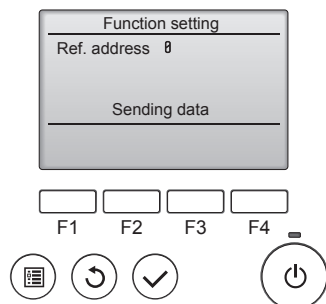 Function setting
Ref. address 0
Sending data
F1 F2 F3 F4